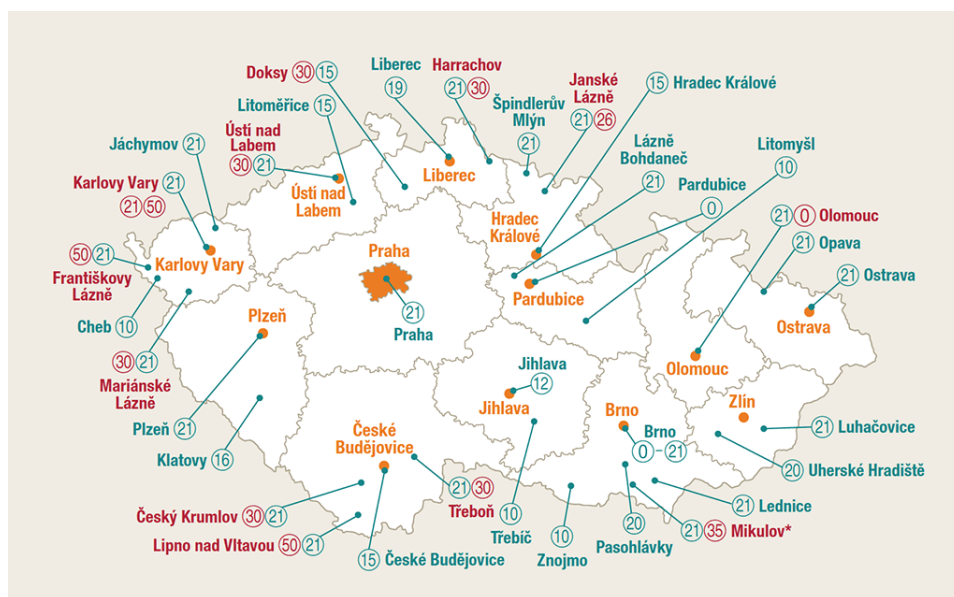 Doksy 30 15
Liberec
19
Harrachov
21 30
Janské
Lázně
21 26
15 Hradec Králové
Litoměřice 15
Špindlerův
Mlýn
21
Litomyšl
10
Ústí nad
Labem
30 21
Lázně
Bohdaneč
21
Jáchymov 21
Pardubice
0
Karlovy Vary 21
21 50
Liberec
Ústí nad
Labem
Hradec
Králové
21 0 Olomouc
21 Opava
50 21
Františkovy
Lázně
Karlovy Vary
Praha
21 Ostrava
Cheb 10
Pardubice
21
Praha
Plzeň
Ostrava
30 21
Mariánské
Lázně
Jihlava
12
Olomouc
Jihlava
Brno
Zlín
Plzeň 21
České
Budějovice
Brno
0 – 21
21 Luhačovice
Klatovy 16
20 Uherské Hradiště
21 30
Třeboň
21 Lednice
Český Krumlov 30 21
10
Třebíč
20
Pasohlávky
21 35 Mikulov*
Lipno nad Vltavou 50 21
10
Znojmo
15 České Budějovice